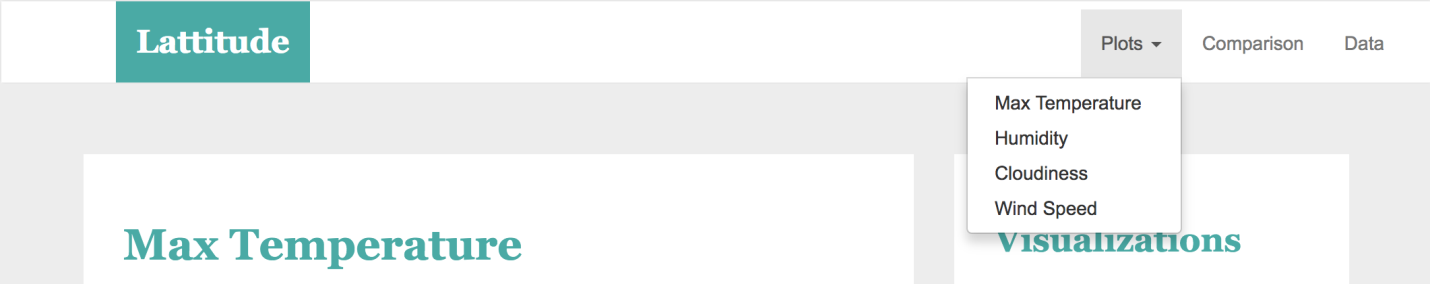 Lattitude
Plots
Comparison
Data
Max Temperature
Humidity
Cloudiness
Wind Speed
Max Temperature
Visualizations